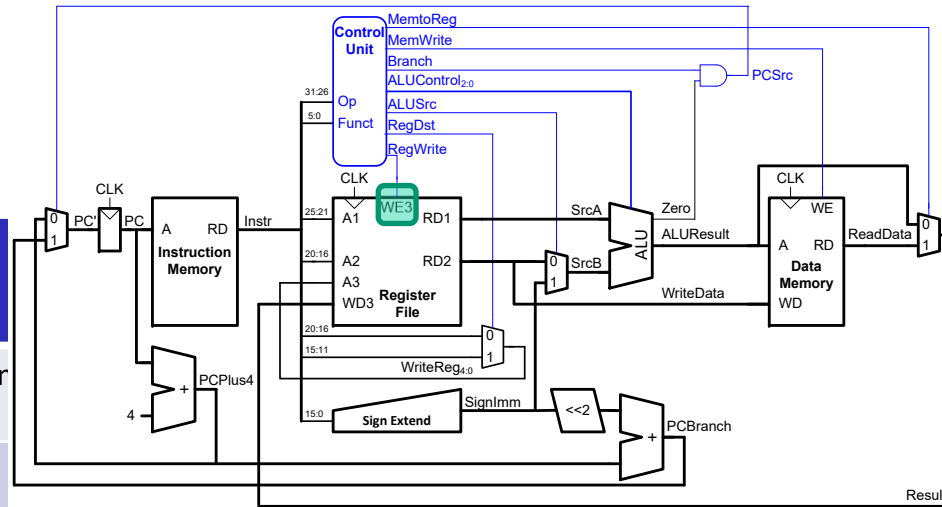 MemtoReg
Control
Unit
MemWrite
Branch
ALUControl2:0
PCSrc
31:26
Op
ALUSrc
5:0
Funct
RegDst
RegWrite
CLK
CLK
CLK
WE3
WE
0
1
PC'
PC
A
RD
Instr
Instruction
Memory
25:21
A1
RD1
SrcA
Zero
ALU
ALUResult
20:16
A2
RD2
0
1
SrcB
A3
WD3
Register
File
A
RD
ReadData
Data
Memory
WD
0
1
WriteData
20:16
15:11
0
1
WriteReg4:0
PCPlus4
+
4
SignImm
15:0
Sign Extend
<<2
+
PCBranch
Resul